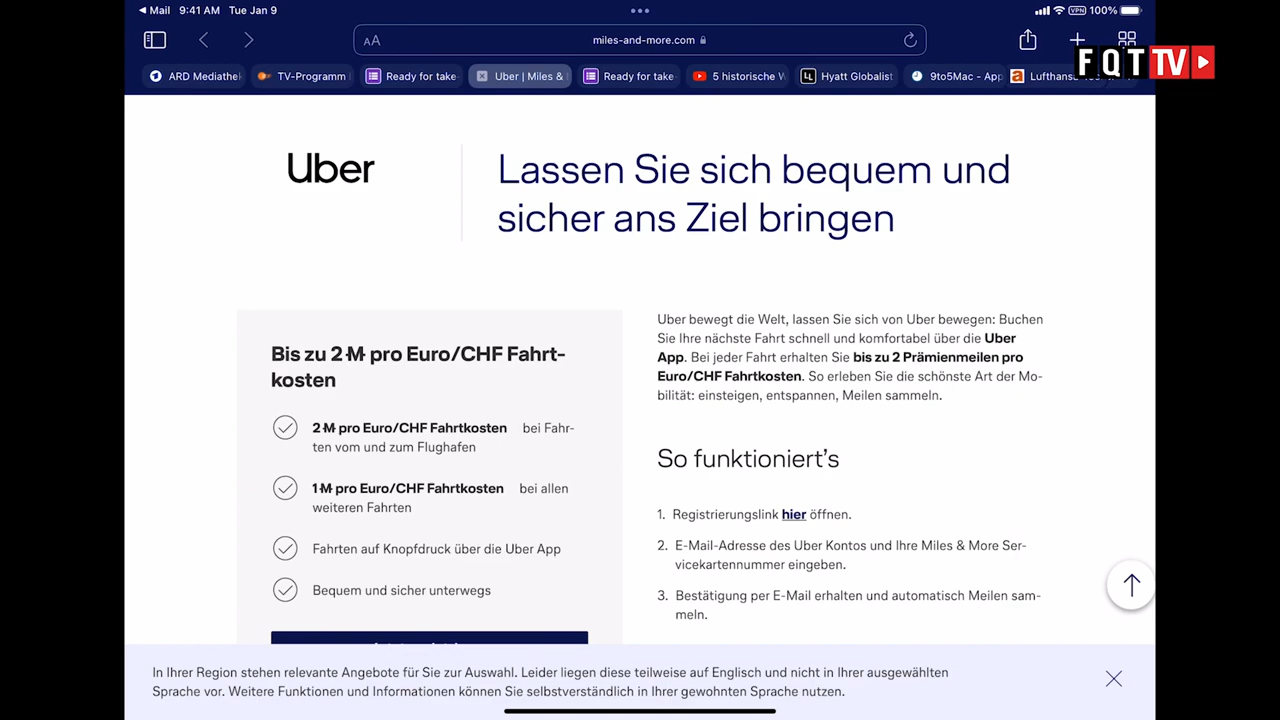 Mail 9:41 AM Tue Jan 9
VPN 100%
AA
miles-and-more.com
ARD Mediathek
TV-Programm
Ready for take-
Uber | Miles &
Ready for take-
5 historische
LL Hyatt Globalist
9to5Mac - App
FQT TV
Uber
Lassen Sie sich bequem und
sicher ans Ziel bringen
Bis zu 2 M pro Euro/CHF Fahrt-
kosten
2 M pro Euro/CHF Fahrtkosten bei Fahr-
ten vom und zum Flughafen
1 M pro Euro/CHF Fahrtkosten bei allen
weiteren Fahrten
Fahrten auf Knopfdruck über die Uber App
Bequem und sicher unterwegs
Uber bewegt die Welt, lassen Sie sich von Uber bewegen: Buchen
Sie Ihre nächste Fahrt schnell und komfortabel über die Uber
App. Bei jeder Fahrt erhalten Sie bis zu 2 Prämienmeilen pro
Euro/CHF Fahrtkosten. So erleben Sie die schönste Art der Mo-
bilität: einsteigen, entspannen, Meilen sammeln.
So funktioniert's
1. Registrierungslink hier öffnen.
2. E-Mail-Adresse des Uber Kontos und Ihre Miles & More Ser-
vicekartennummer eingeben.
3. Bestätigung per E-Mail erhalten und automatisch Meilen sam-
meln.
In Ihrer Region stehen relevante Angebote für Sie zur Auswahl. Leider liegen diese teilweise auf Englisch und nicht in Ihrer ausgewählten
Sprache vor. Weitere Funktionen und Informationen können Sie selbstverständlich in Ihrer gewohnten Sprache nutzen.